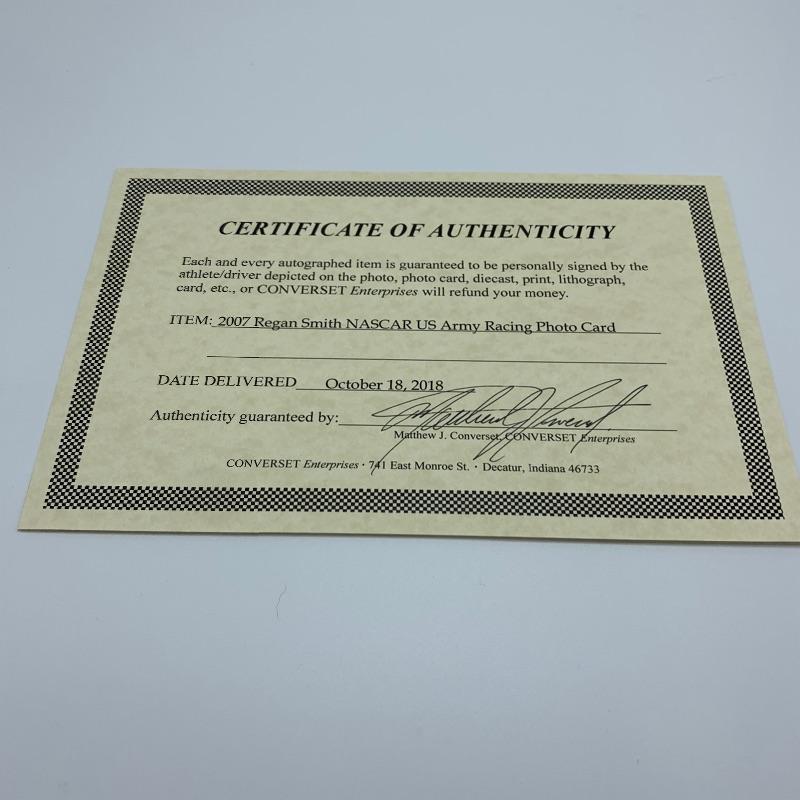 CERTIFICATE OF AUTHENTICITY
Each and every autographed item is guaranteed to be personally signed by the
athlete/driver depicted on the photo, photo card, diecast, print, lithograph,
card, etc., or CONVERSET Enterprises will refund your money.
ITEM: 2007 Regan Smith NASCAR US Army Racing Photo Card
DATE DELIVERED October 18, 2018
Authenticity guaranteed by:
Matthew J. Converset, CONVERSET Enterprises
CONVERSET Enterprises · 741 East Monroe St. · Decatur, Indiana 46733